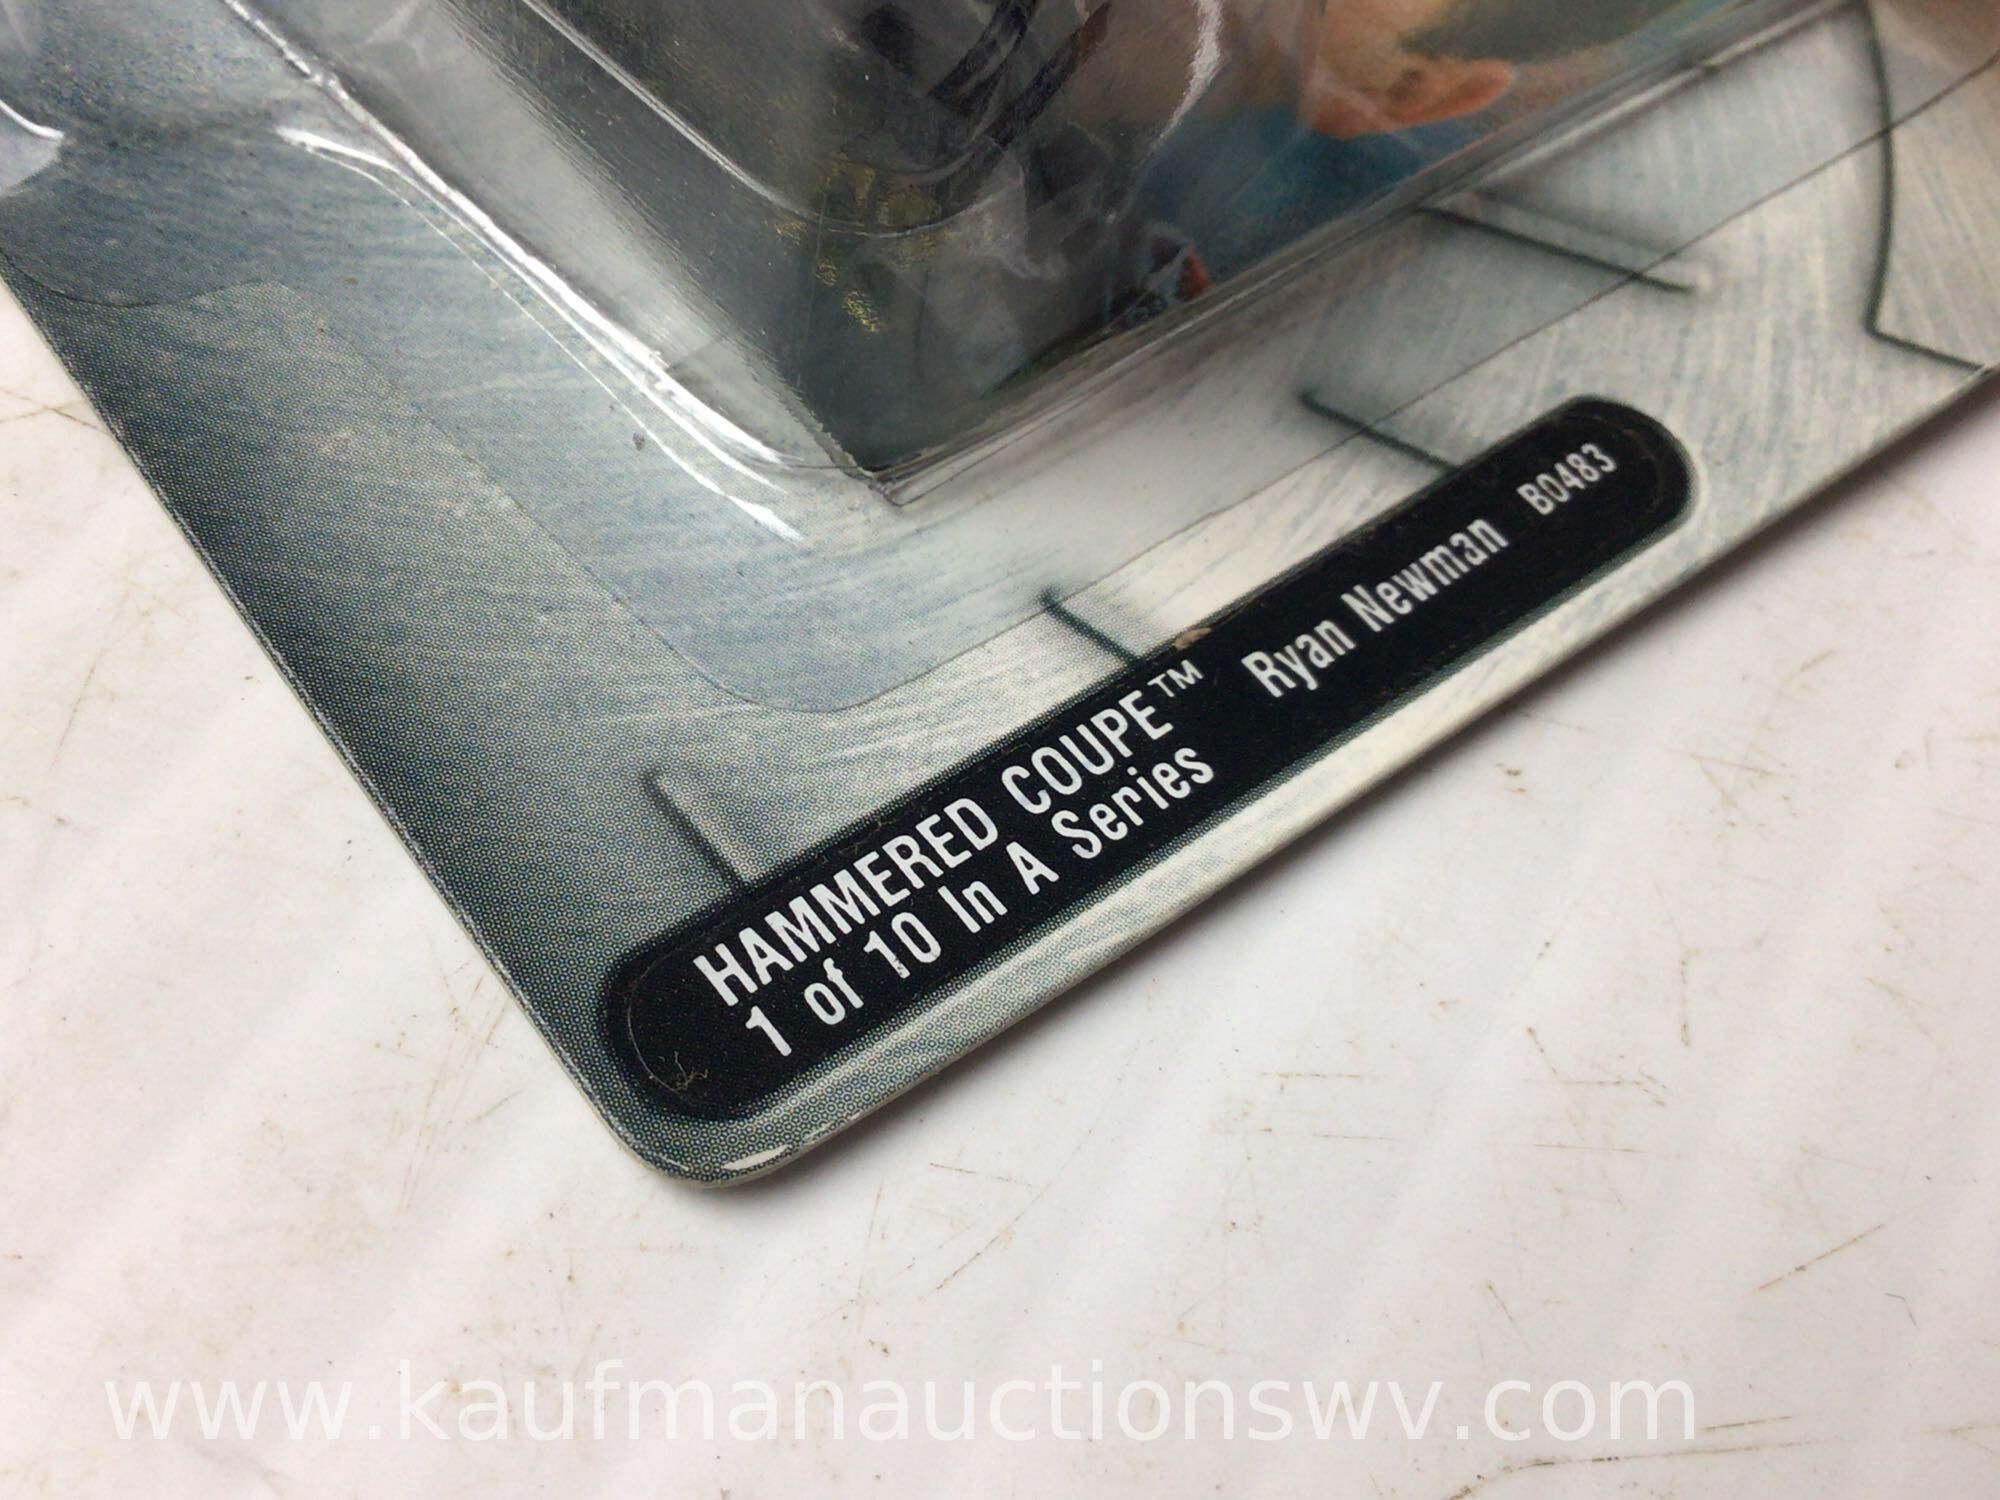 HAMMERED COUPE™ Ryan Newman B0483
1 of 10 In A Series
www.kaufmanauctionswv.com